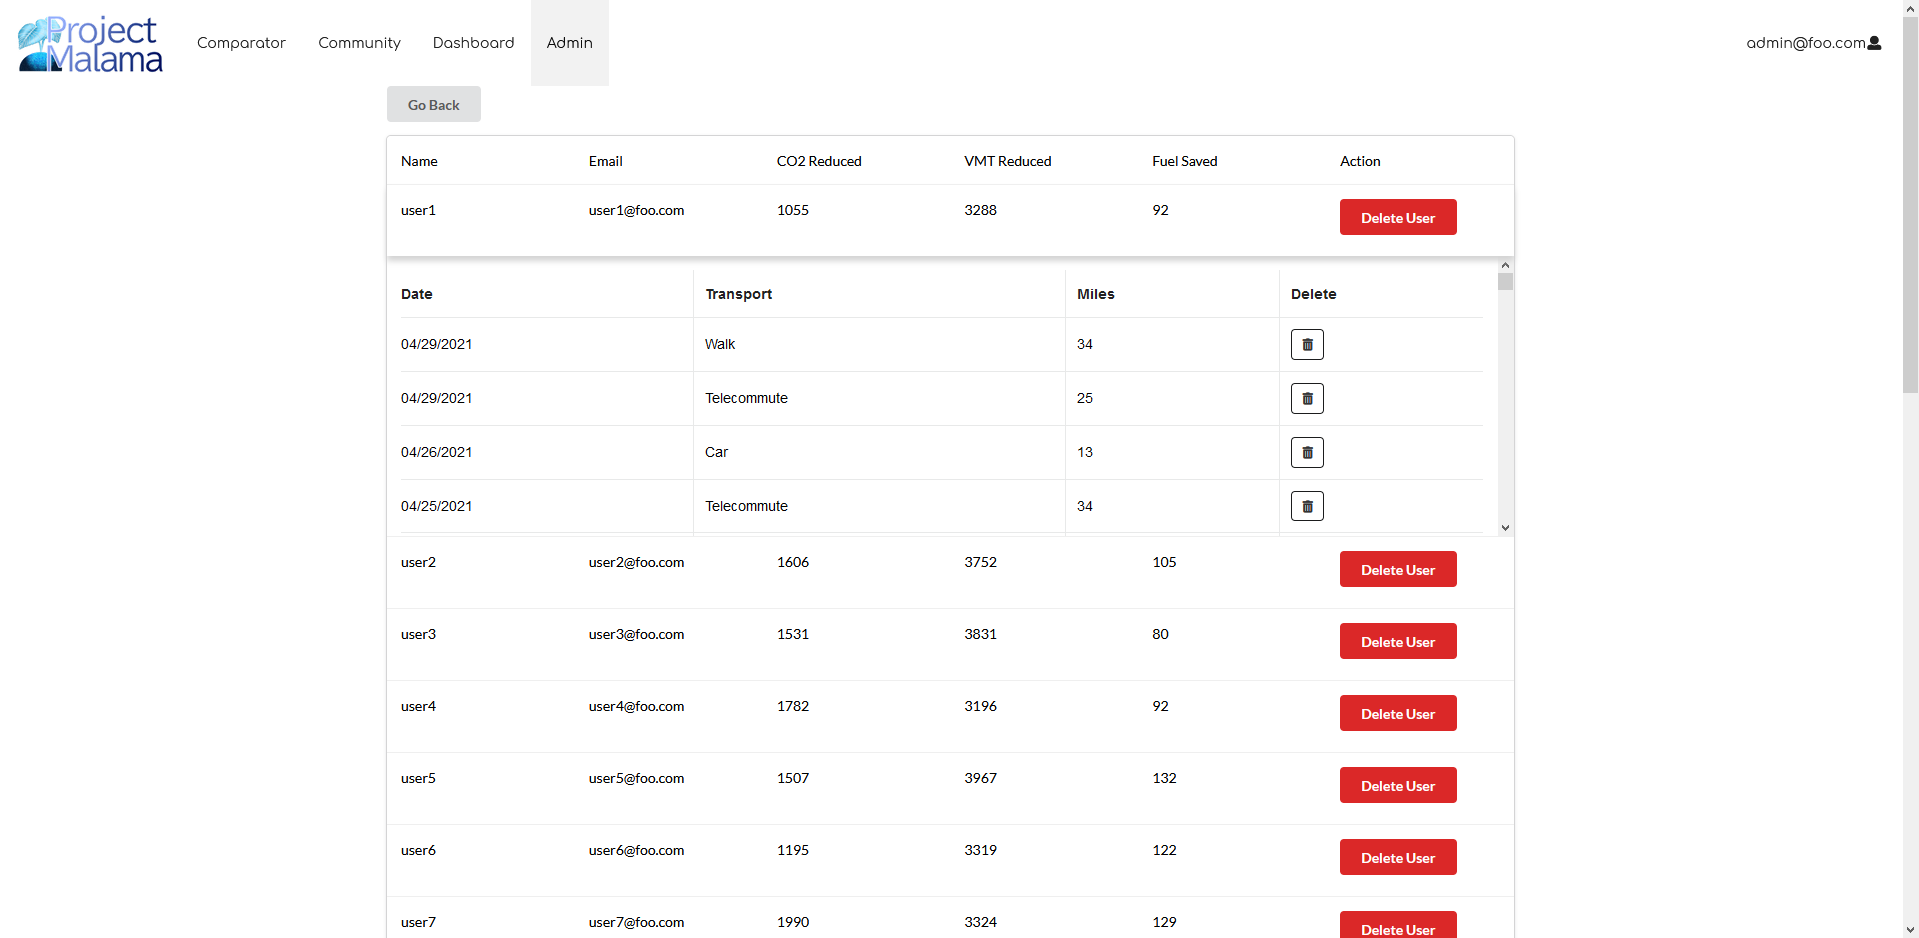 Project
Malama
Comparator Community Dashboard Admin admin@foo.com
Go Back
Name Email CO2 Reduced VMT Reduced Fuel Saved Action
user1 user1@foo.com 1055 3288 92 Delete User
Date Transport Miles Delete
04/29/2021 Walk 34
04/29/2021 Telecommute 25
04/26/2021 Car 13
04/25/2021 Telecommute 34
user2 user2@foo.com 1606 3752 105 Delete User
user3 user3@foo.com 1531 3831 80 Delete User
user4 user4@foo.com 1782 3196 92 Delete User
user5 user5@foo.com 1507 3967 132 Delete User
user6 user6@foo.com 1195 3319 122 Delete User
user7 user7@foo.com 1990 3324 129 Delete User